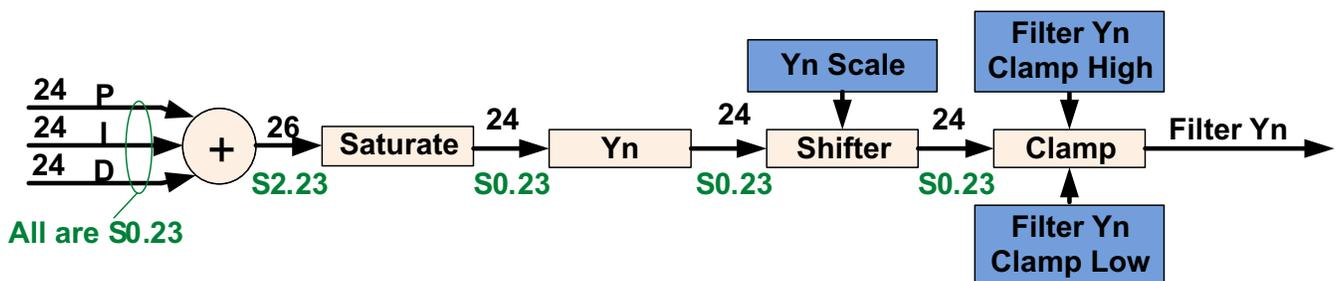 24 P
24 I
24 D
All are S0.23
+
26
S2.23
Saturate
24
S0.23
Yn
24
S0.23
Yn Scale
Shifter
24
S0.23
Filter Yn
Clamp High
Clamp
Filter Yn
Clamp Low
Filter Yn